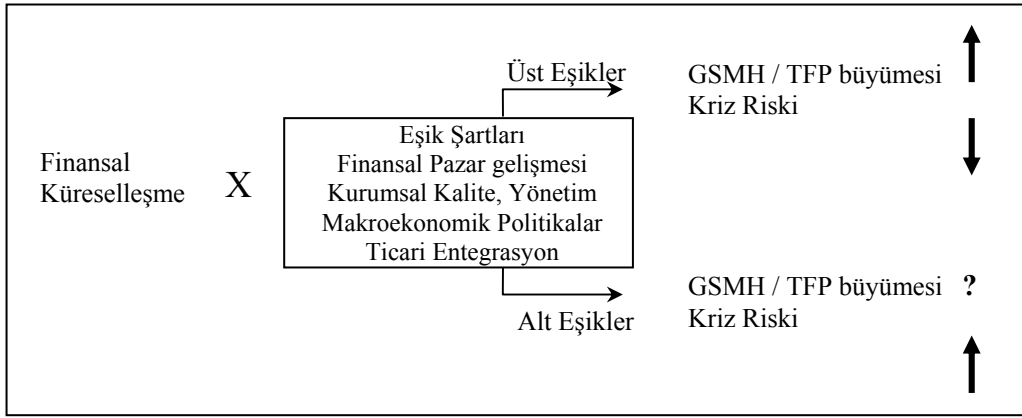 Üst Eşikler
GSMH / TFP büyümesi
Kriz Riski
Finansal
Küreselleşme
X
Eşik Şartları
Finansal Pazar gelişmesi
Kurumsal Kalite, Yönetim
Makroekonomik Politikalar
Ticari Entegrasyon
Alt Eşikler
GSMH / TFP büyümesi ?
Kriz Riski